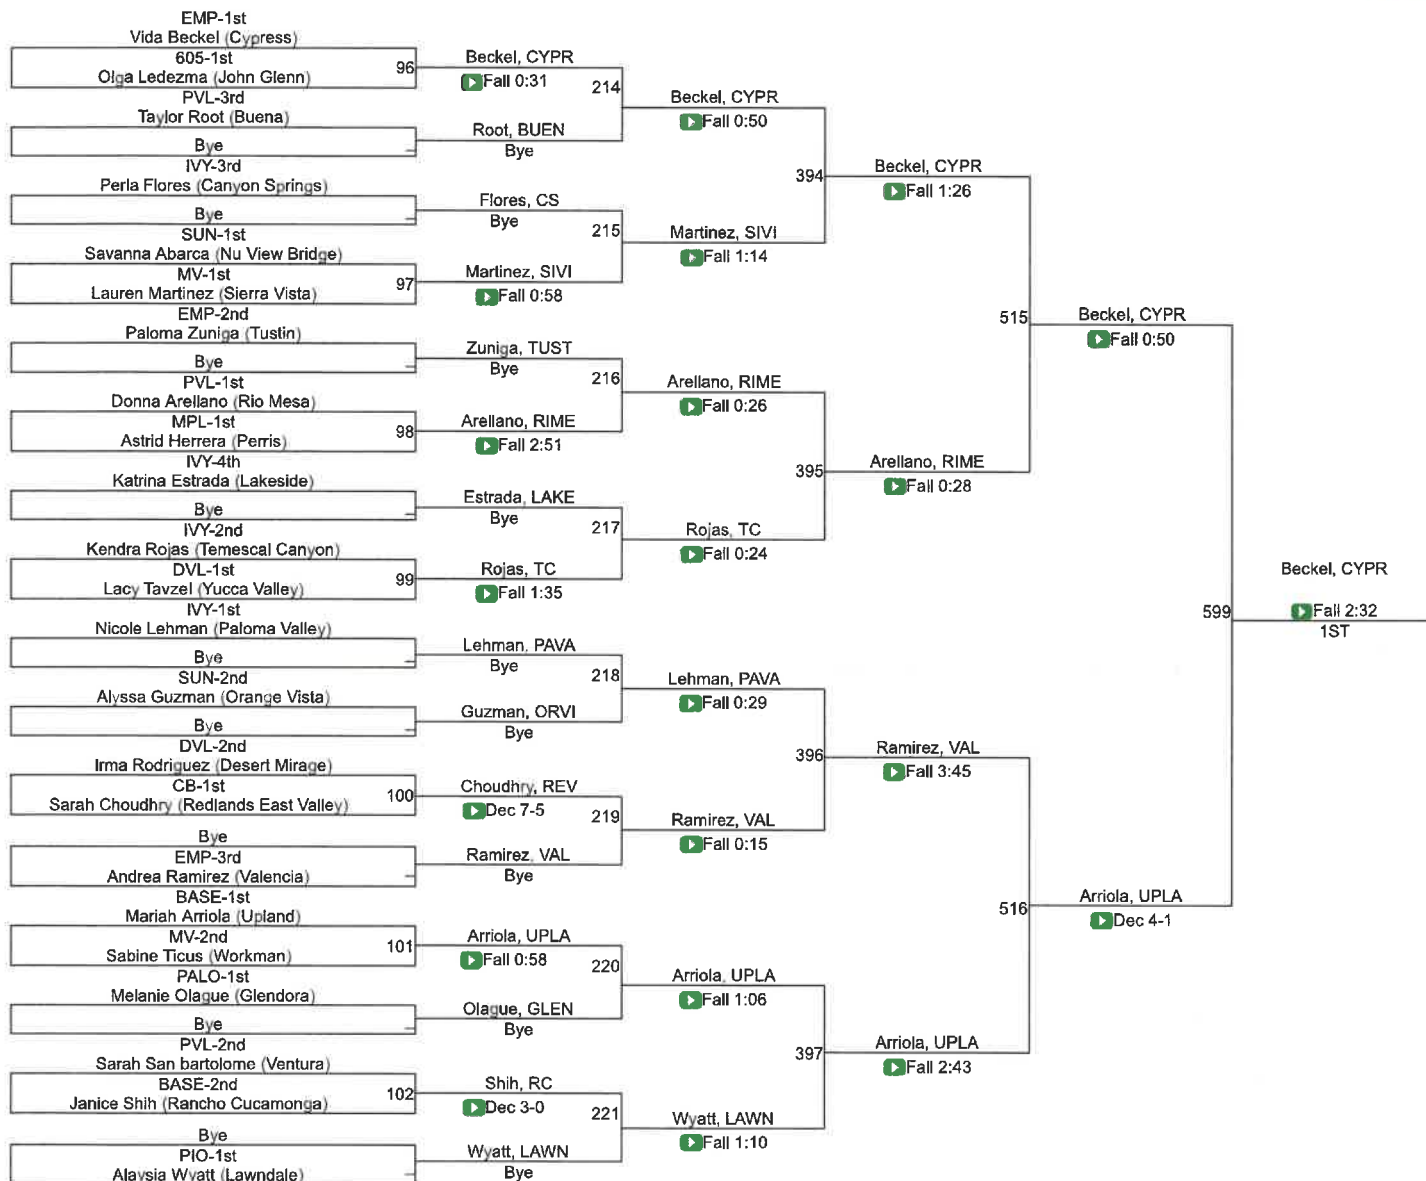 EMP-1st
Vida Beckel (Cypress)
605-1st
Olga Ledezma (John Glenn)
96
PVL-3rd
Taylor Root (Buena)
Bye
IVY-3rd
Perla Flores (Canyon Springs)
Bye
SUN-1st
Savanna Abarca (Nu View Bridge)
MV-1st
Lauren Martinez (Sierra Vista)
97
EMP-2nd
Paloma Zuniga (Tustin)
Bye
PVL-1st
Donna Arellano (Rio Mesa)
MPL-1st
Astrid Herrera (Perris)
98
IVY-4th
Katrina Estrada (Lakeside)
Bye
IVY-2nd
Kendra Rojas (Temescal Canyon)
DVL-1st
Lacy Tavzel (Yucca Valley)
99
IVY-1st
Nicole Lehman (Paloma Valley)
Bye
SUN-2nd
Alyssa Guzman (Orange Vista)
Bye
DVL-2nd
Irma Rodriguez (Desert Mirage)
CB-1st
Sarah Choudhry (Redlands East Valley)
100
Bye
EMP-3rd
Andrea Ramirez (Valencia)
BASE-1st
Mariah Arriola (Upland)
MV-2nd
Sabine Ticus (Workman)
101
PALO-1st
Melanie Olague (Glendora)
Bye
PVL-2nd
Sarah San bartolome (Ventura)
BASE-2nd
Janice Shih (Rancho Cucamonga)
102
Bye
PIO-1st
Alaysia Wyatt (Lawndale)
Beckel, CYPR
Fall 0:31
214
Root, BUEN
Bye
Flores, CS
Bye
215
Martinez, SIVI
Fall 0:58
Zuniga, TUST
Bye
216
Arellano, RIME
Fall 2:51
Estrada, LAKE
Bye
217
Rojas, TC
Fall 1:35
Lehman, PAVA
Bye
218
Guzman, ORVI
Bye
Choudhry, REV
Dec 7-5
219
Ramirez, VAL
Bye
Arriola, UPLA
Fall 0:58
220
Olague, GLEN
Bye
Shih, RC
Dec 3-0
221
Wyatt, LAWN
Bye
Beckel, CYPR
Fall 0:50
394
Martinez, SIVI
Fall 1:14
Arellano, RIME
Fall 0:26
395
Rojas, TC
Fall 0:24
Lehman, PAVA
Fall 0:29
396
Ramirez, VAL
Fall 0:15
Arriola, UPLA
Fall 1:06
397
Wyatt, LAWN
Fall 1:10
Beckel, CYPR
Fall 1:26
515
Arellano, RIME
Fall 0:28
Ramirez, VAL
Fall 3:45
516
Arriola, UPLA
Fall 2:43
Beckel, CYPR
Fall 0:50
599
Arriola, UPLA
Dec 4-1
Beckel, CYPR
Fall 2:32
1ST